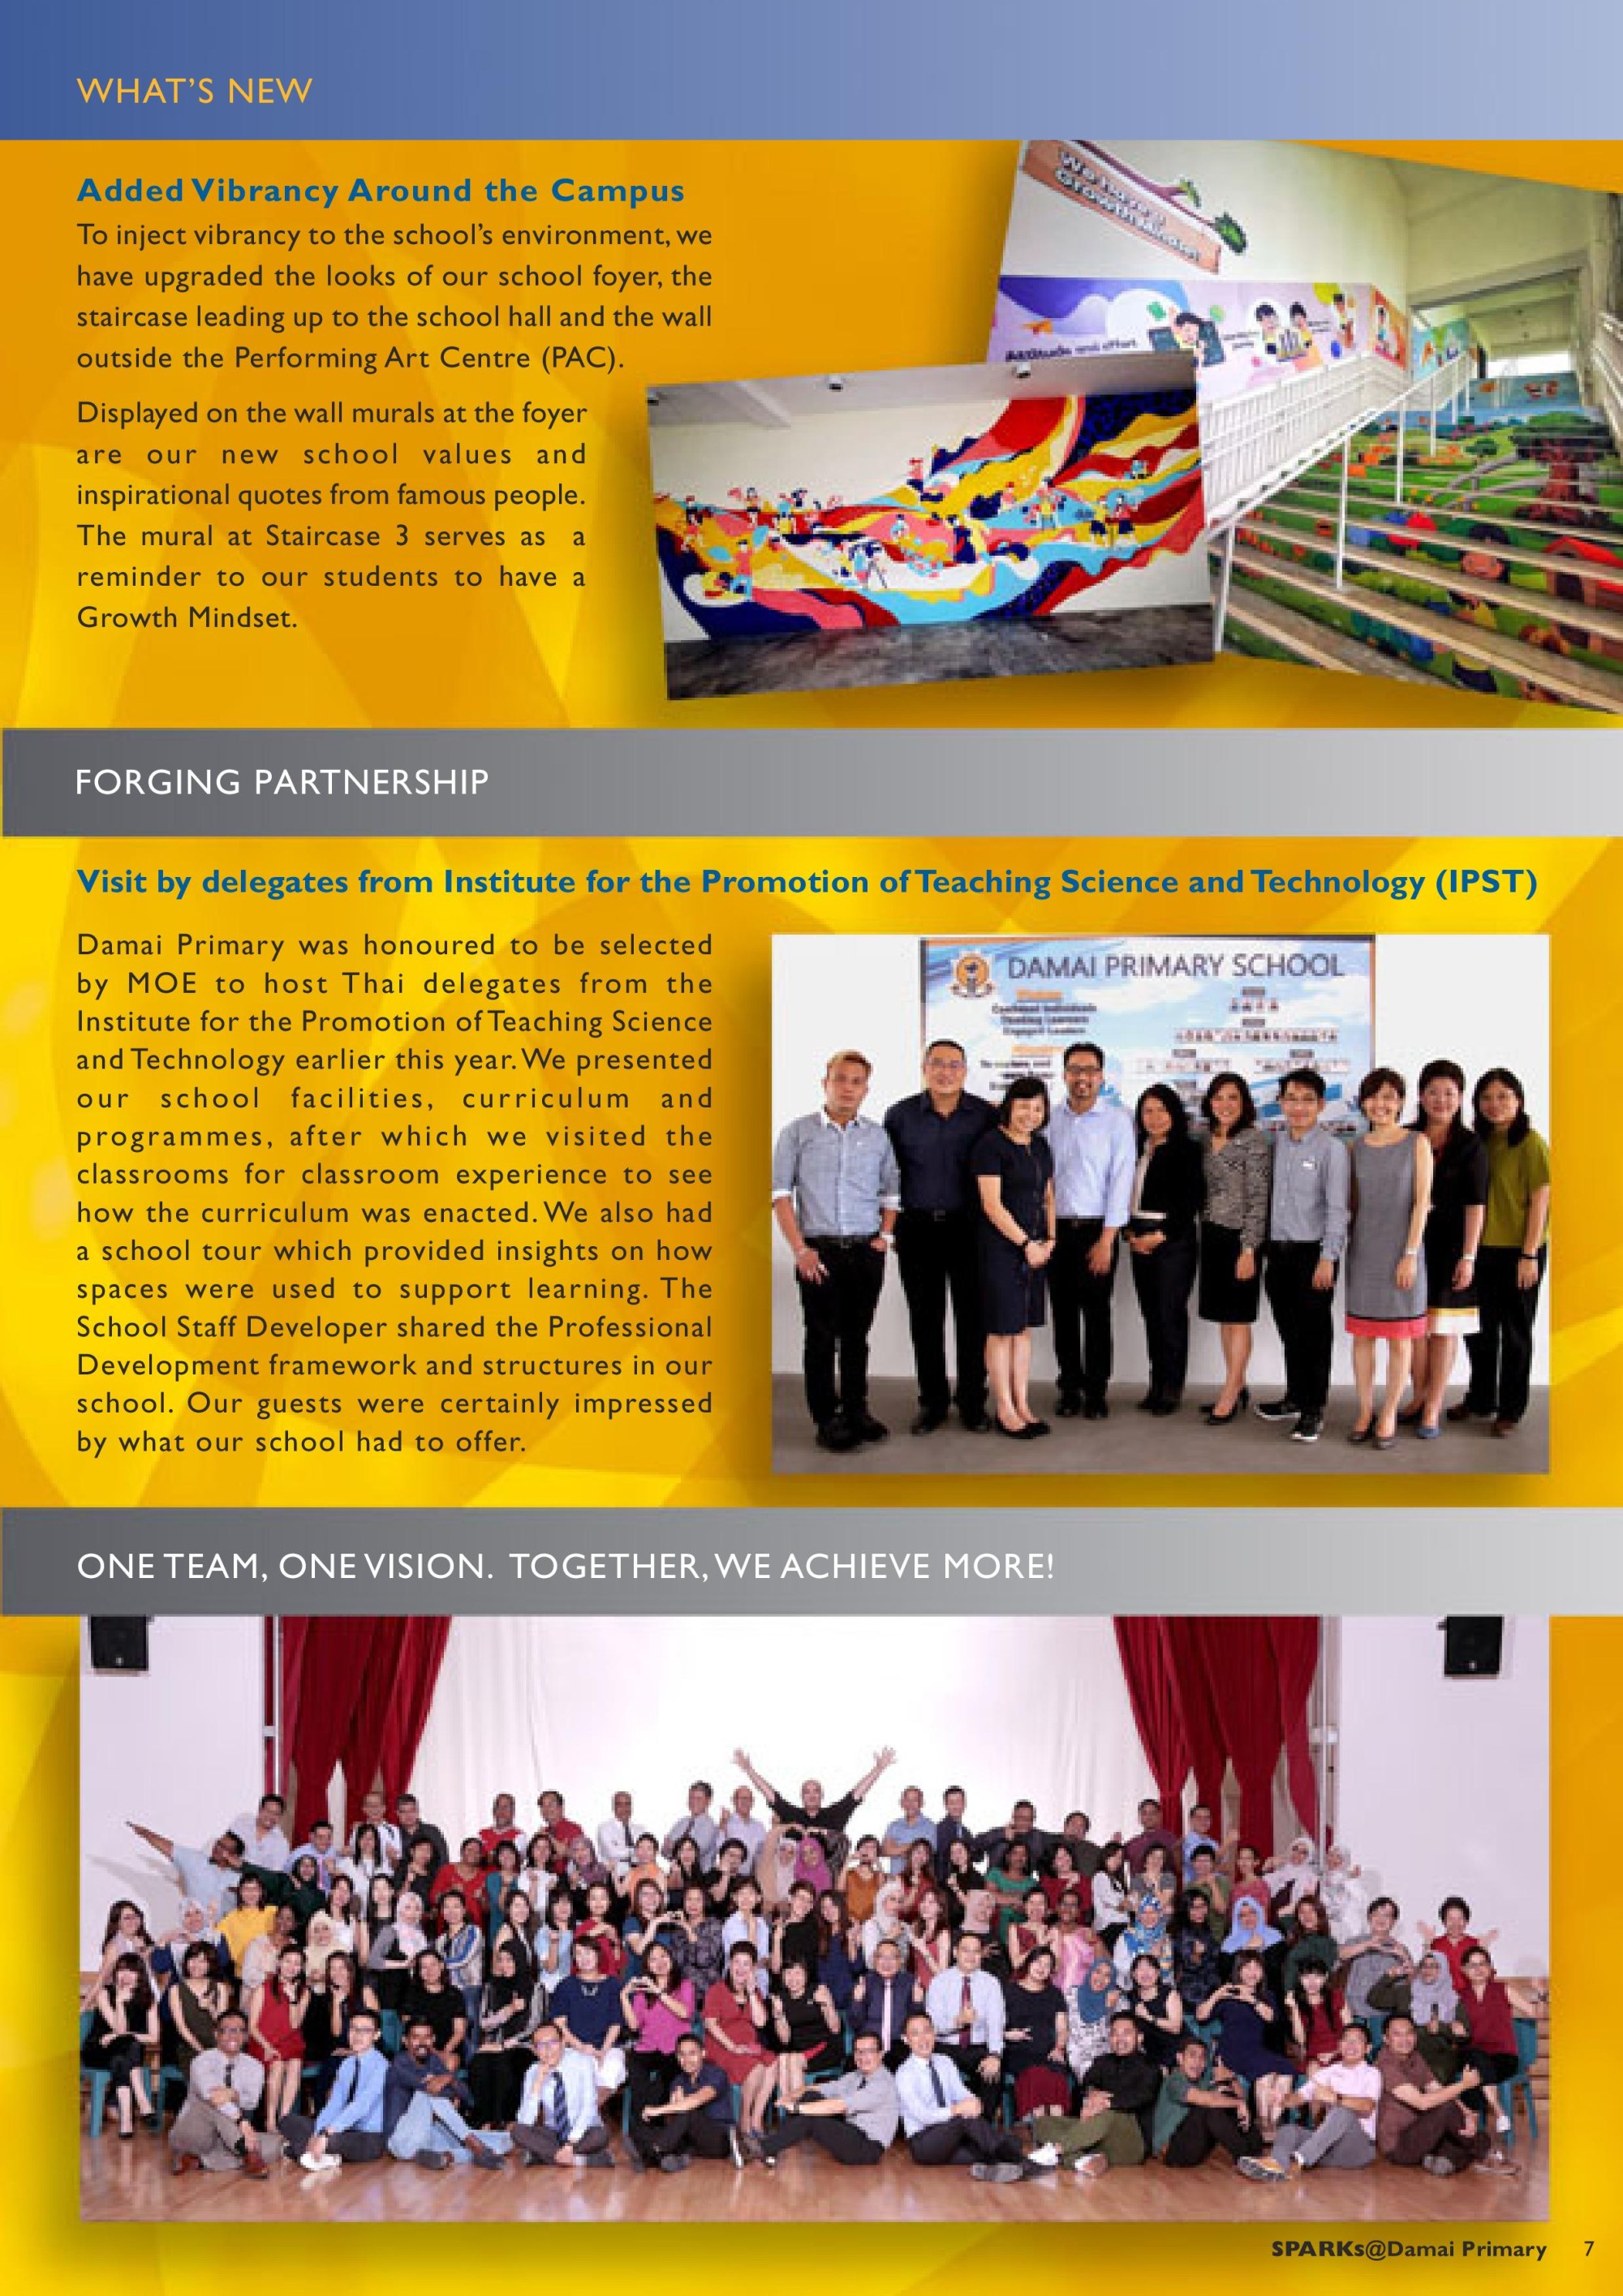 WHAT'S NEW
Added Vibrancy Around the Campus
To inject vibrancy to the school's environment, we
have upgraded the looks of our school foyer, the
staircase leading up to the school hall and the wall
outside the Performing Art Centre (PAC).
Displayed on the wall murals at the foyer
are our new school values and
inspirational quotes from famous people.
The mural at Staircase 3 serves as a
reminder to our students to have a
Growth Mindset.
Attitude and effort
FORGING PARTNERSHIP
Visit by delegates from Institute for the Promotion of Teaching Science and Technology (IPST)
Damai Primary was honoured to be selected
by MOE to host Thai delegates from the
Institute for the Promotion of Teaching Science
and Technology earlier this year. We presented
our school facilities, curriculum and
programmes, after which we visited the
classrooms for classroom experience to see
how the curriculum was enacted. We also had
a school tour which provided insights on how
spaces were used to support learning. The
School Staff Developer shared the Professional
Development framework and structures in our
school. Our guests were certainly impressed
by what our school had to offer.
DAMAI PRIMARY SCHOOL
Confident Individuals
Thinking Learners
Engaged Leaders
ONE TEAM, ONE VISION. TOGETHER, WE ACHIEVE MORE!
SPARKs@Damai Primary 7